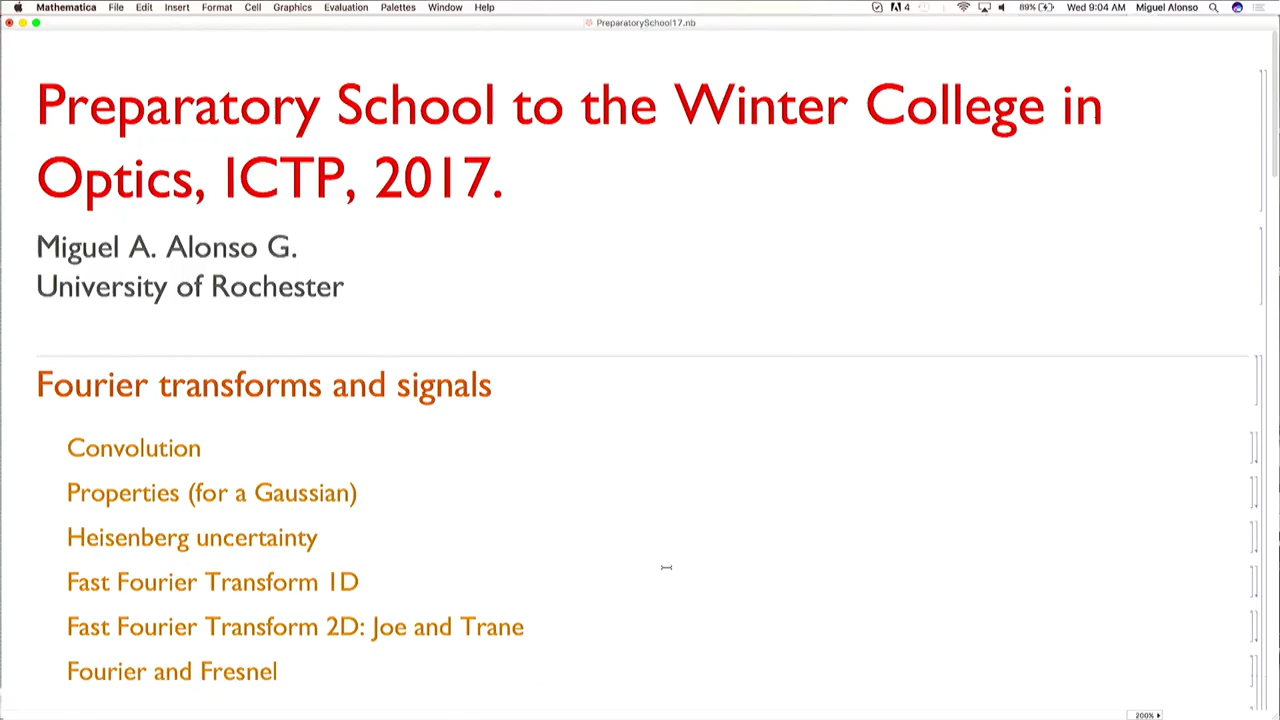 Mathematica File Edit Insert Format Cell Graphics Evaluation Palettes Window Help 4 89% Wed 9:04 AM Miguel Alonso
PreparatorySchool17.nb
Preparatory School to the Winter College in
Optics, ICTP, 2017.
Miguel A. Alonso G.
University of Rochester
Fourier transforms and signals
Convolution
Properties (for a Gaussian)
Heisenberg uncertainty
Fast Fourier Transform 1D
Fast Fourier Transform 2D: Joe and Trane
Fourier and Fresnel
200%